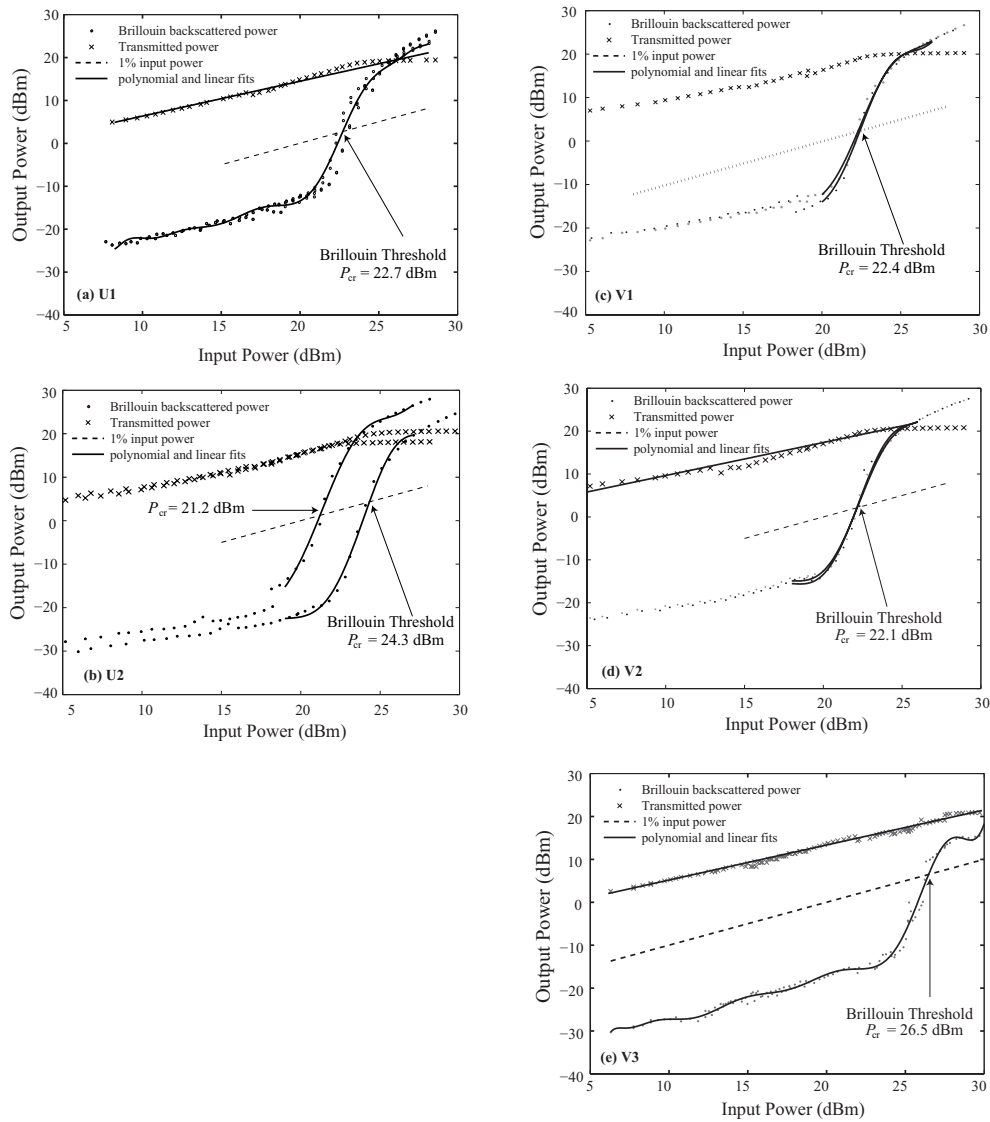 Brillouin backscattered power
Transmitted power
1% input power
polynomial and linear fits
30
20
10
0
−10
−20
−30
−40
Output Power (dBm)
Brillouin Threshold
Pcr = 22.7 dBm
(a) U1
5
10
15
20
25
30
Input Power (dBm)
Brillouin backscattered power
Transmitted power
1% input power
polynomial and linear fits
30
20
10
0
−10
−20
−30
−40
Output Power (dBm)
Brillouin Threshold
Pcr = 22.4 dBm
(c) V1
5
10
15
20
25
30
Input Power (dBm)
Brillouin backscattered power
Transmitted power
1% input power
polynomial and linear fits
30
20
10
0
−10
−20
−30
−40
Output Power (dBm)
Pcr = 21.2 dBm
Brillouin Threshold
Pcr = 24.3 dBm
(b) U2
5
10
15
20
25
30
Input Power (dBm)
Brillouin backscattered power
Transmitted power
1% input power
polynomial and linear fits
30
20
10
0
−10
−20
−30
−40
Output Power (dBm)
Brillouin Threshold
Pcr = 22.1 dBm
(d) V2
5
10
15
20
25
30
Input Power (dBm)
Brillouin backscattered power
Transmitted power
1% input power
polynomial and linear fits
30
20
10
0
−10
−20
−30
−40
Output Power (dBm)
Brillouin Threshold
Pcr = 26.5 dBm
(e) V3
5
10
15
20
25
30
Input Power (dBm)